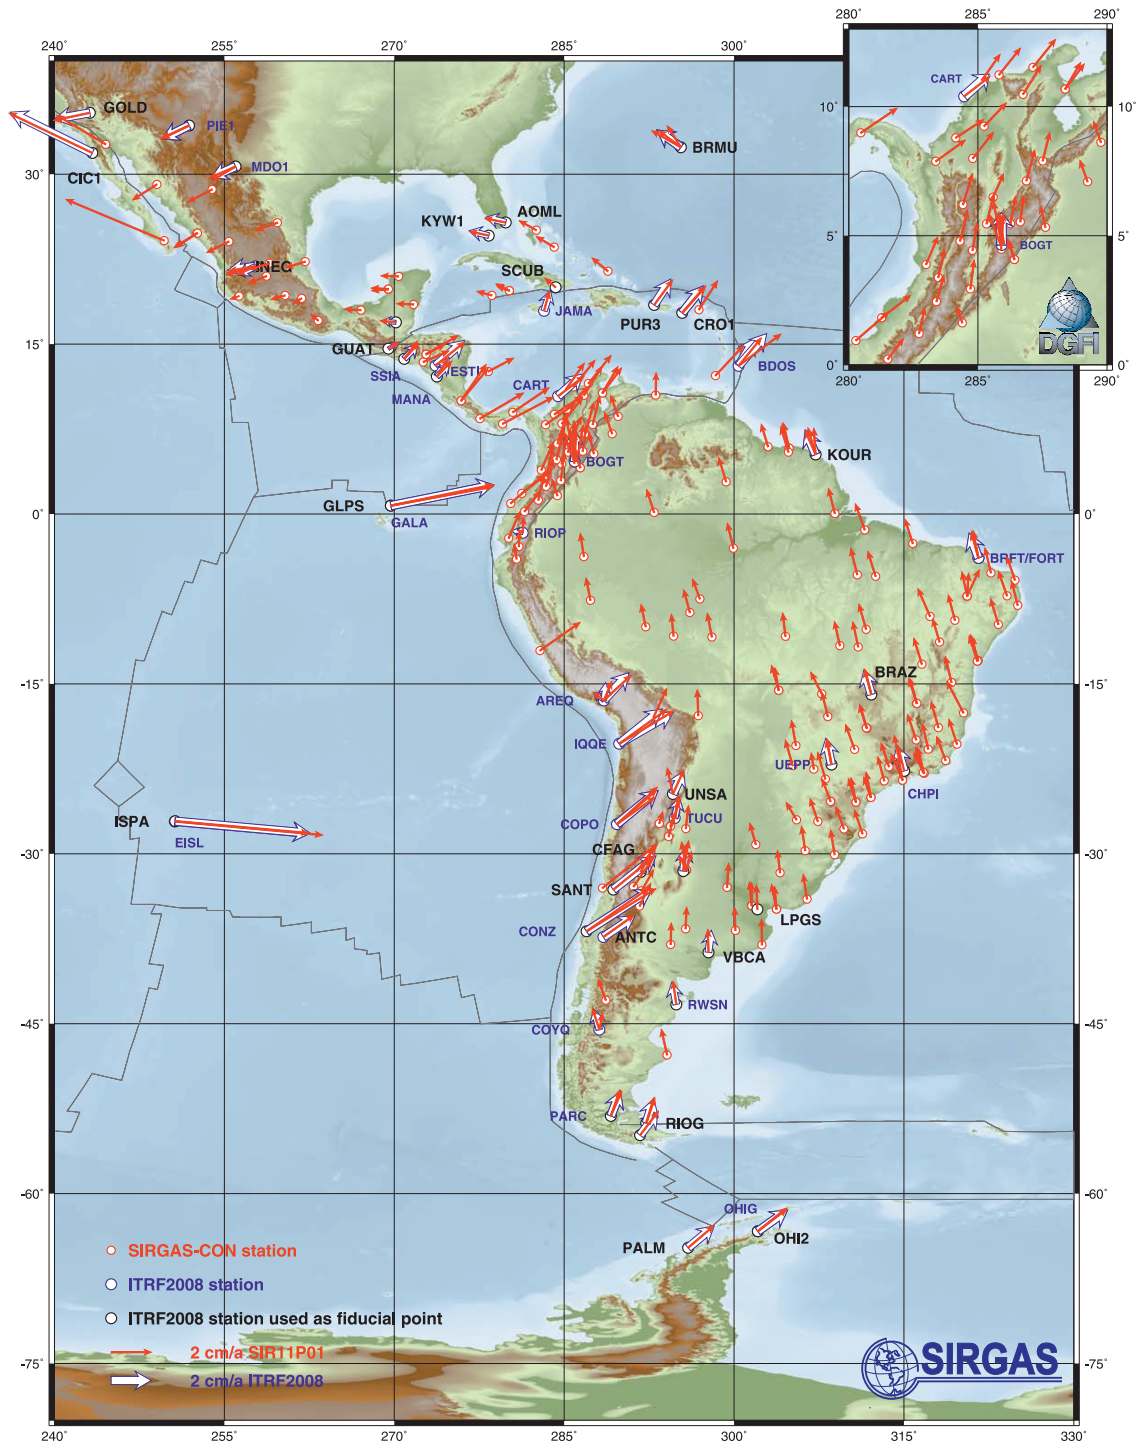 240°
255°
270°
285°
300°
280°
285°
290°
CART
10°
5°
BOGT
DGFI
0°
280°
285°
290°
GOLD
PIE1
BRMU
CIC1
MDO1
30°
30°
KYW1
AOML
INEG
SCUB
JAMA
PUR3
CRO1
15°
GUAT
SSIA
ESTI
BDOS
CART
MANA
KOUR
BOGT
GLPS
GALA
0°
0°
RIOP
BRFT/FORT
BRAZ
-15°
-15°
AREQ
IQQE
UEPP
UNSA
CHPI
ISPA
COPO
TUCU
EISL
CFAG
-30°
-30°
SANT
LPGS
CONZ
ANTC
VBCA
RWSN
-45°
-45°
COYQ
PARC
RIOG
-60°
-60°
OHIG
PALM
OHI2
SIRGAS-CON station
ITRF2008 station
ITRF2008 station used as fiducial point
2 cm/a SIR11P01
2 cm/a ITRF2008
SIRGAS
-75°
-75°
240°
255°
270°
285°
300°
315°
330°